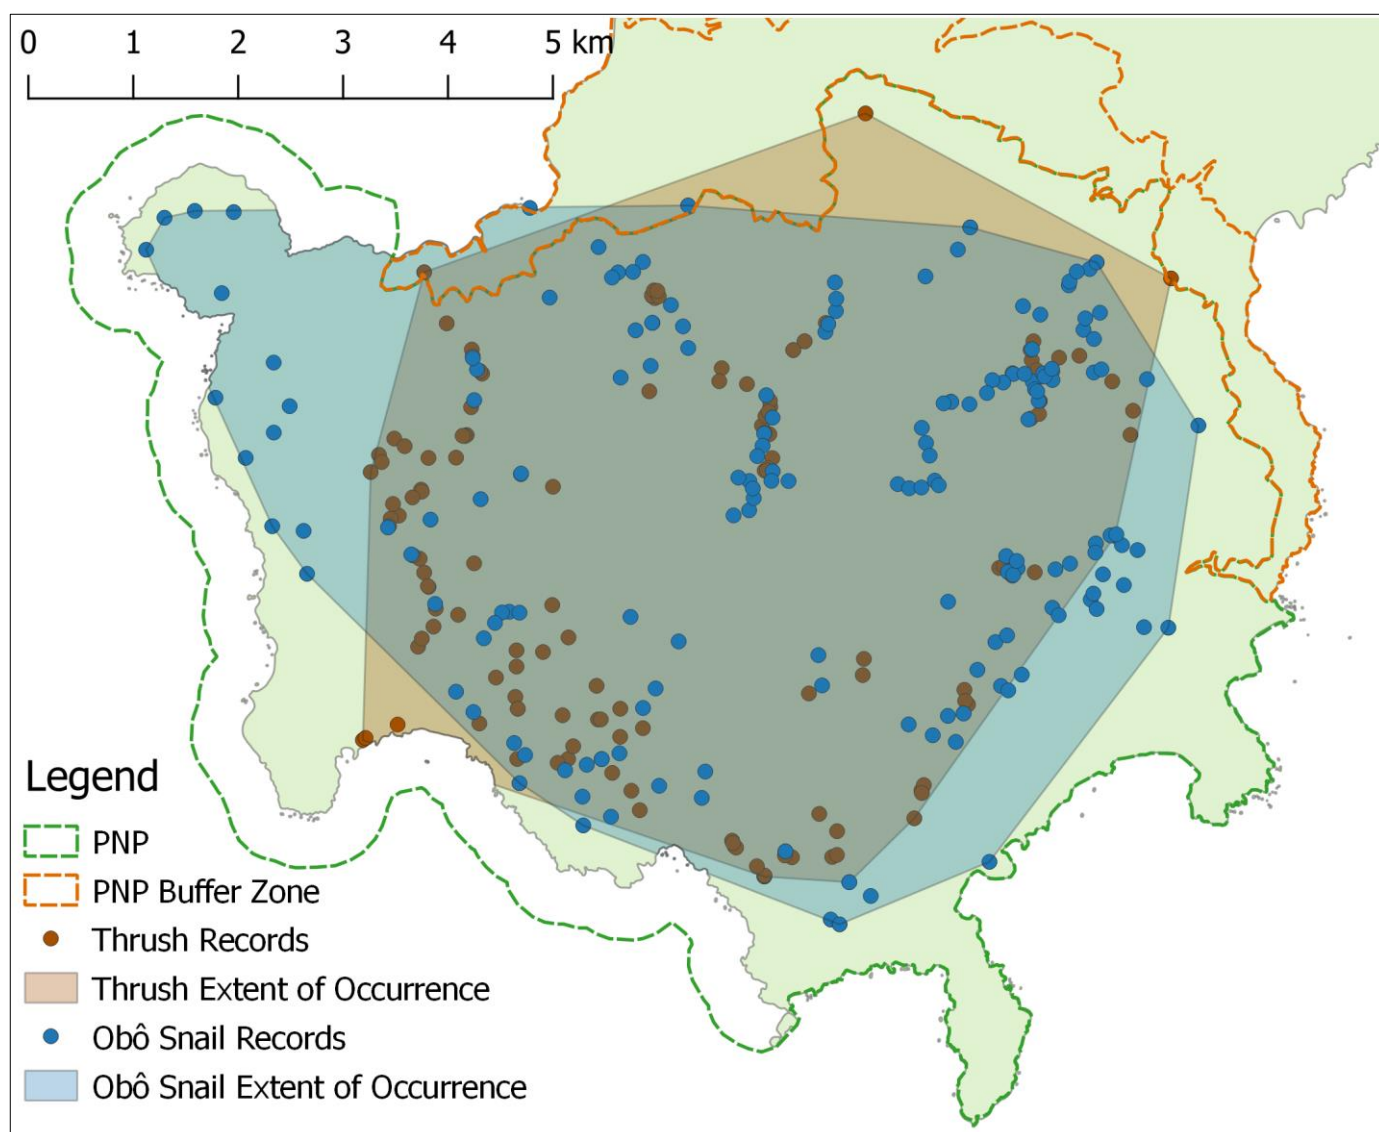 0 1 2 3 4 5 km
Legend
PNP
PNP Buffer Zone
Thrush Records
Thrush Extent of Occurrence
Obô Snail Records
Obô Snail Extent of Occurrence